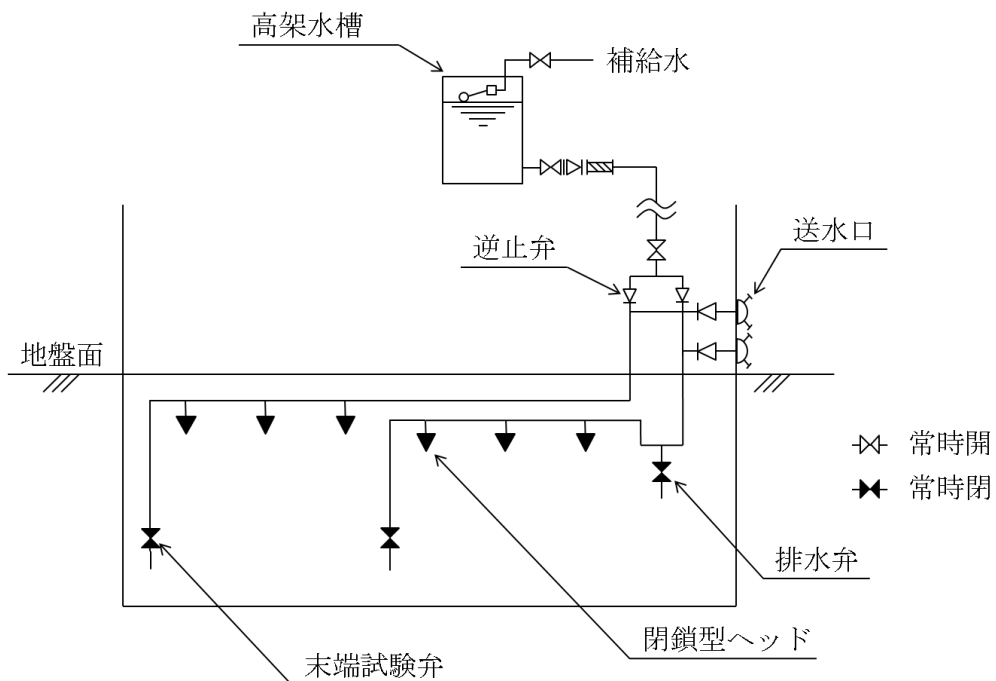 高架水槽
補給水
送水口
逆止弁
地盤面
常時開
常時閉
排水弁
閉鎖型ヘッド
末端試験弁